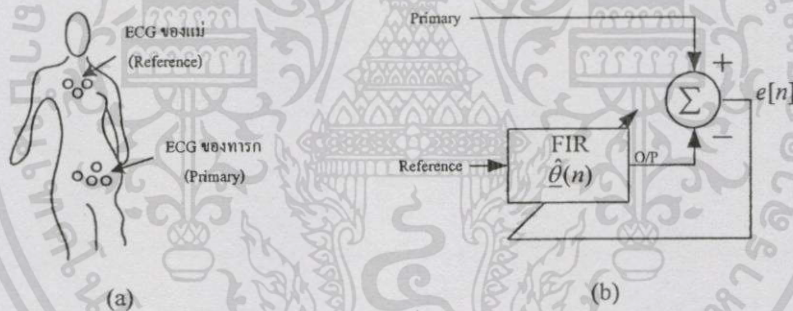 ECG ของแม่
(Reference)
ECG ของทารก
(Primary)
(a)
Primary
+
Σ
e[n]
−
FIR
Reference
θ̂(n)
O/P
(b)